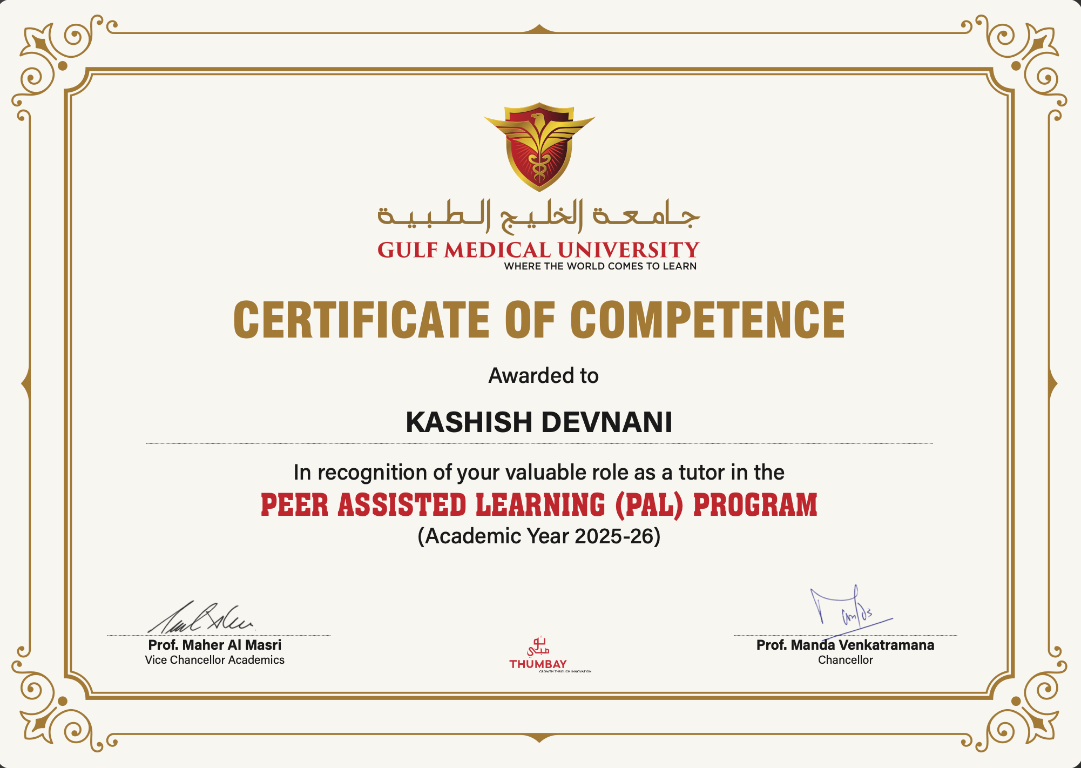 جامعة الخليج الطبية
GULF MEDICAL UNIVERSITY
WHERE THE WORLD COMES TO LEARN
CERTIFICATE OF COMPETENCE
Awarded to
KASHISH DEVNANI
In recognition of your valuable role as a tutor in the
PEER ASSISTED LEARNING (PAL) PROGRAM
(Academic Year 2025-26)
Prof. Maher Al Masri
Vice Chancellor Academics
ثومبي
THUMBAY
Prof. Manda Venkatramana
Chancellor